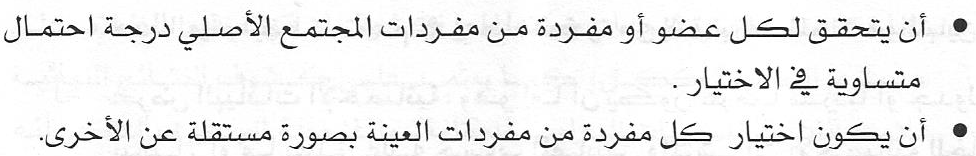 • أن يتحقق لكل عضو أو مفردة من مفردات المجتمع الأصلي درجة احتمال
متساوية في الاختيار .
• أن يكون اختيار كل مفردة من مفردات العينة بصورة مستقلة عن الأخرى.